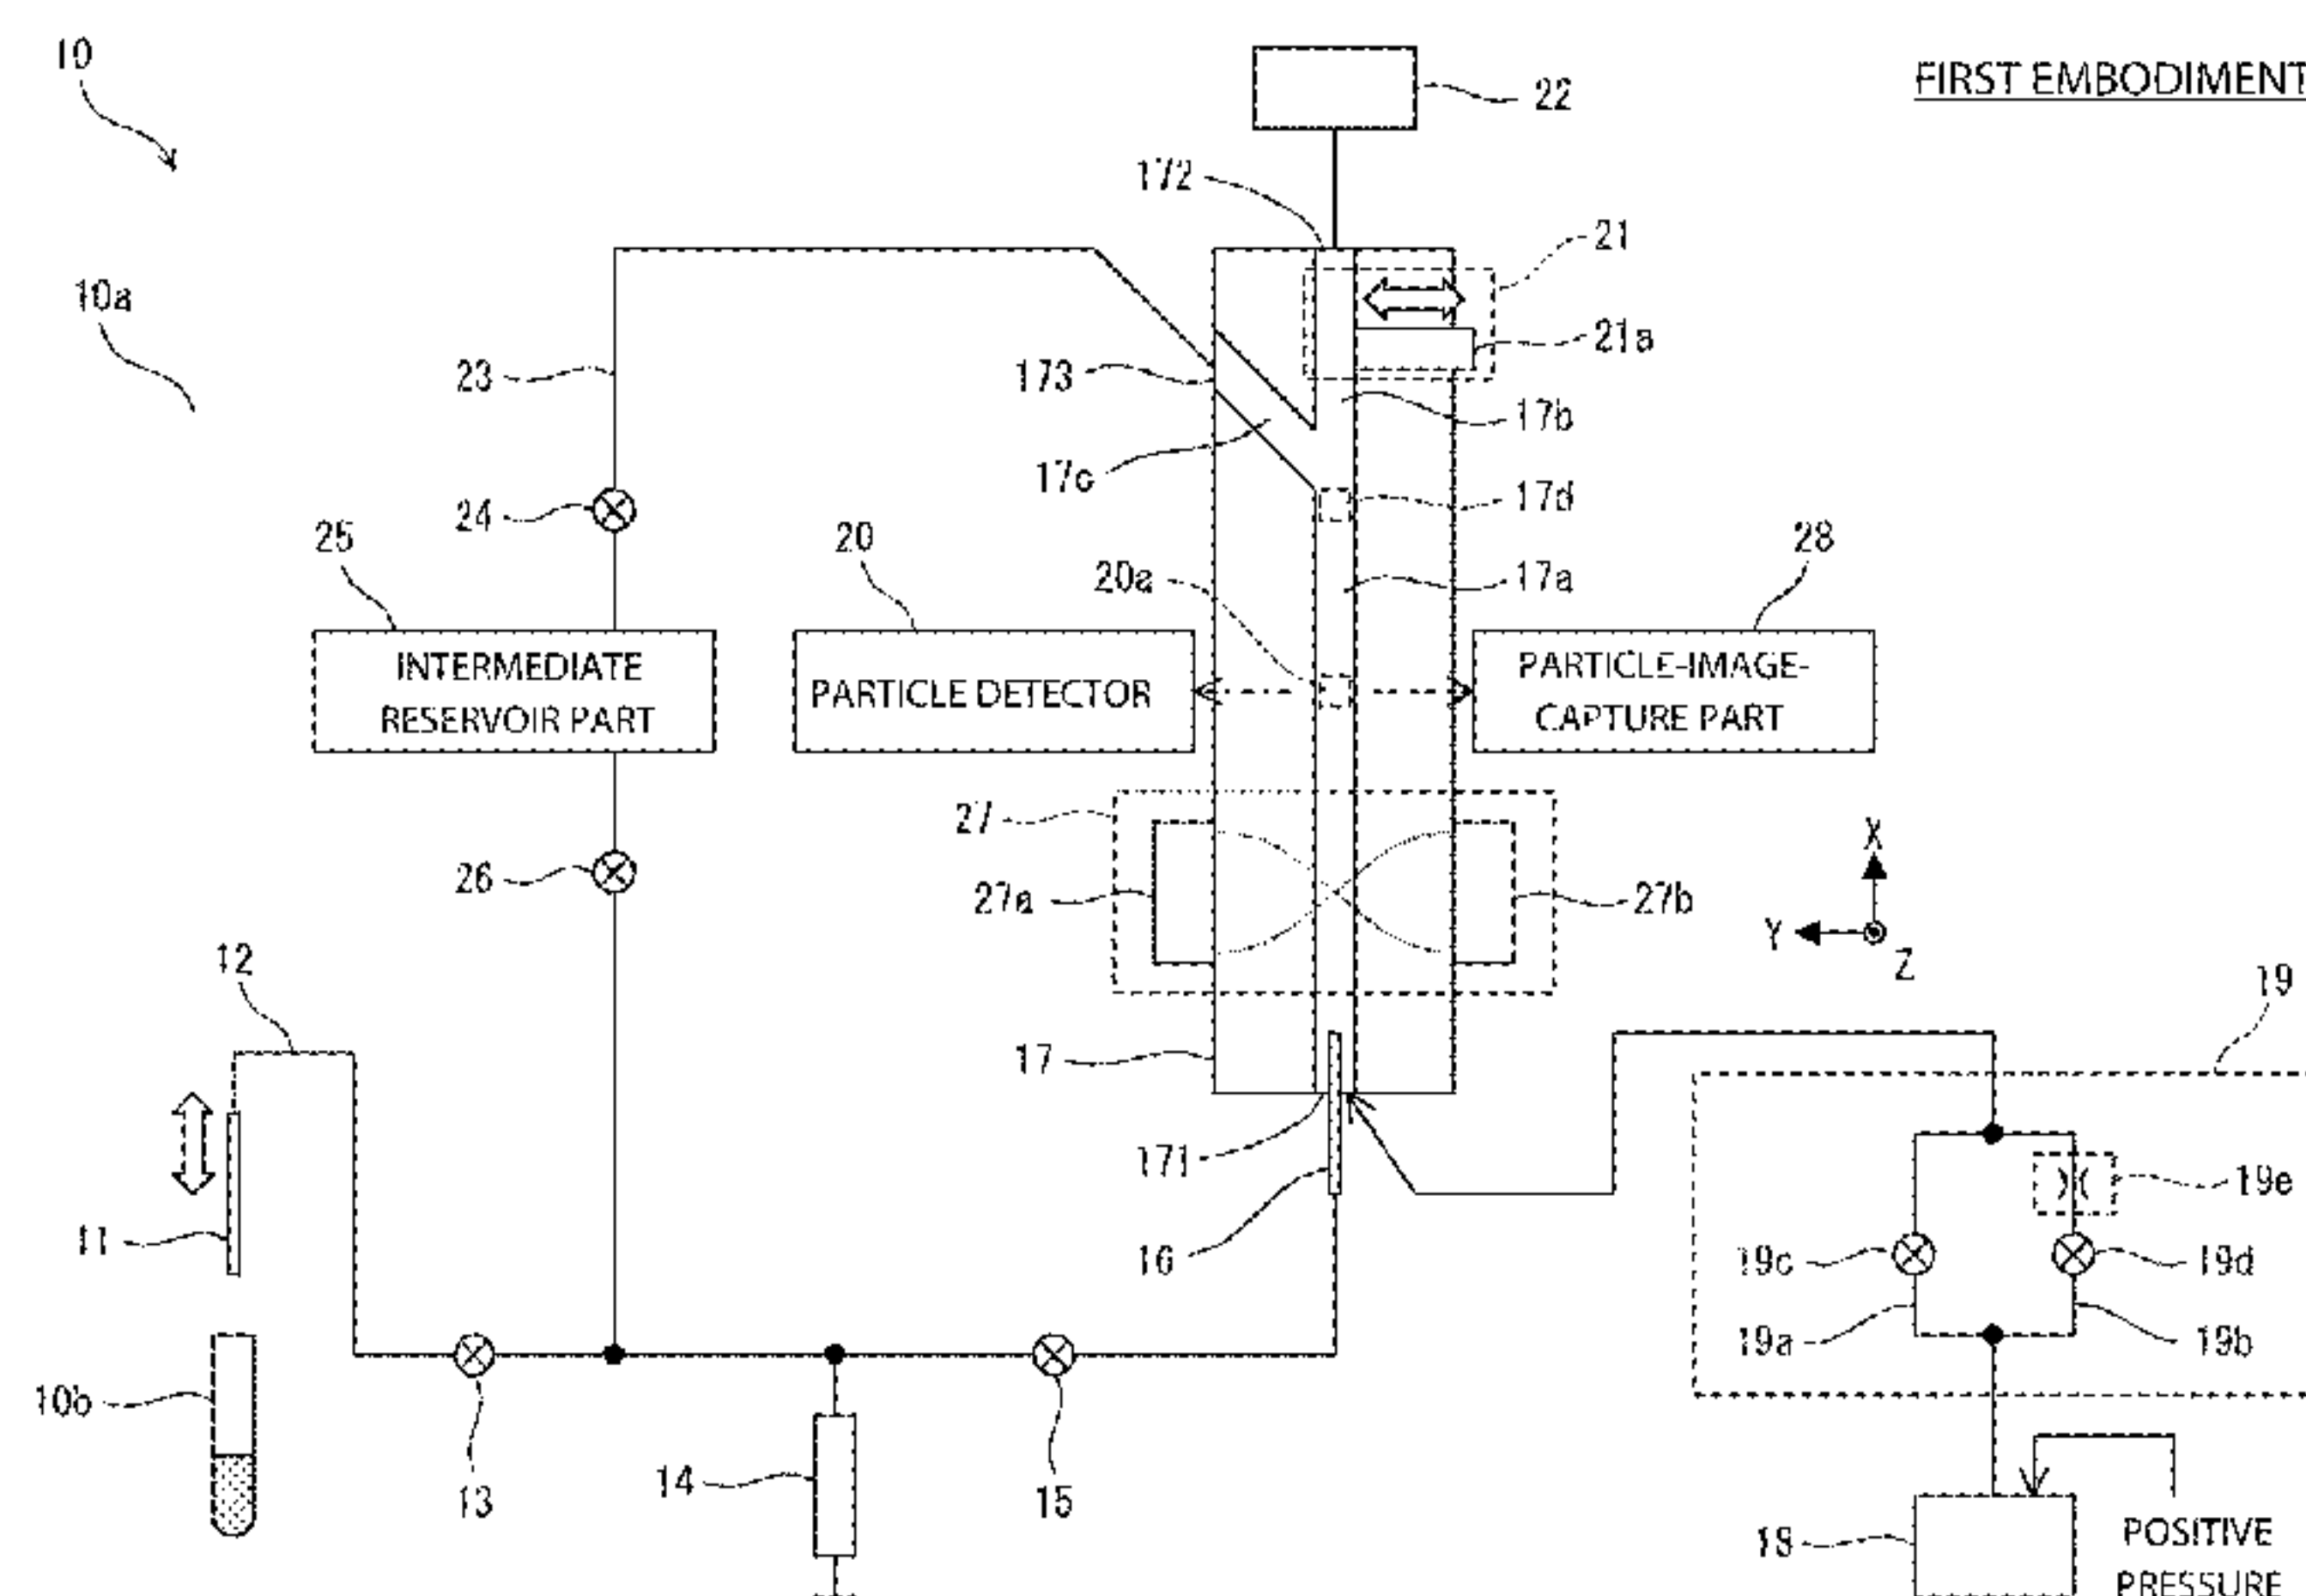 10
FIRST EMBODIMENT
22
172
10a
21
21a
23
173
17b
17c
17d
24
25
20
20a
17a
28
INTERMEDIATE
RESERVOIR PART
PARTICLE DETECTOR
PARTICLE-IMAGE-
CAPTURE PART
27
26
27a
27b
X
Y
Z
12
19
17
171
19e
11
16
19c
19d
19a
19b
10b
13
14
15
18
POSITIVE
PRESSURE